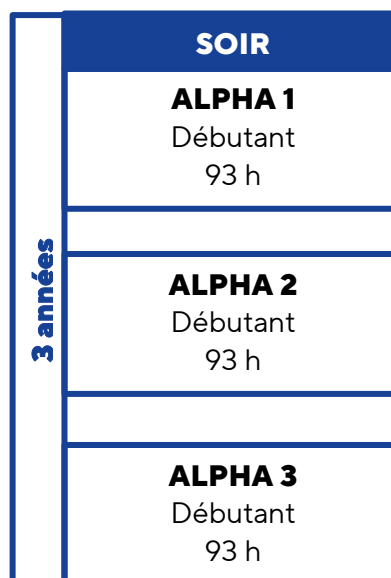 SOIR
ALPHA 1
Débutant
93 h
3 années
ALPHA 2
Débutant
93 h
ALPHA 3
Débutant
93 h